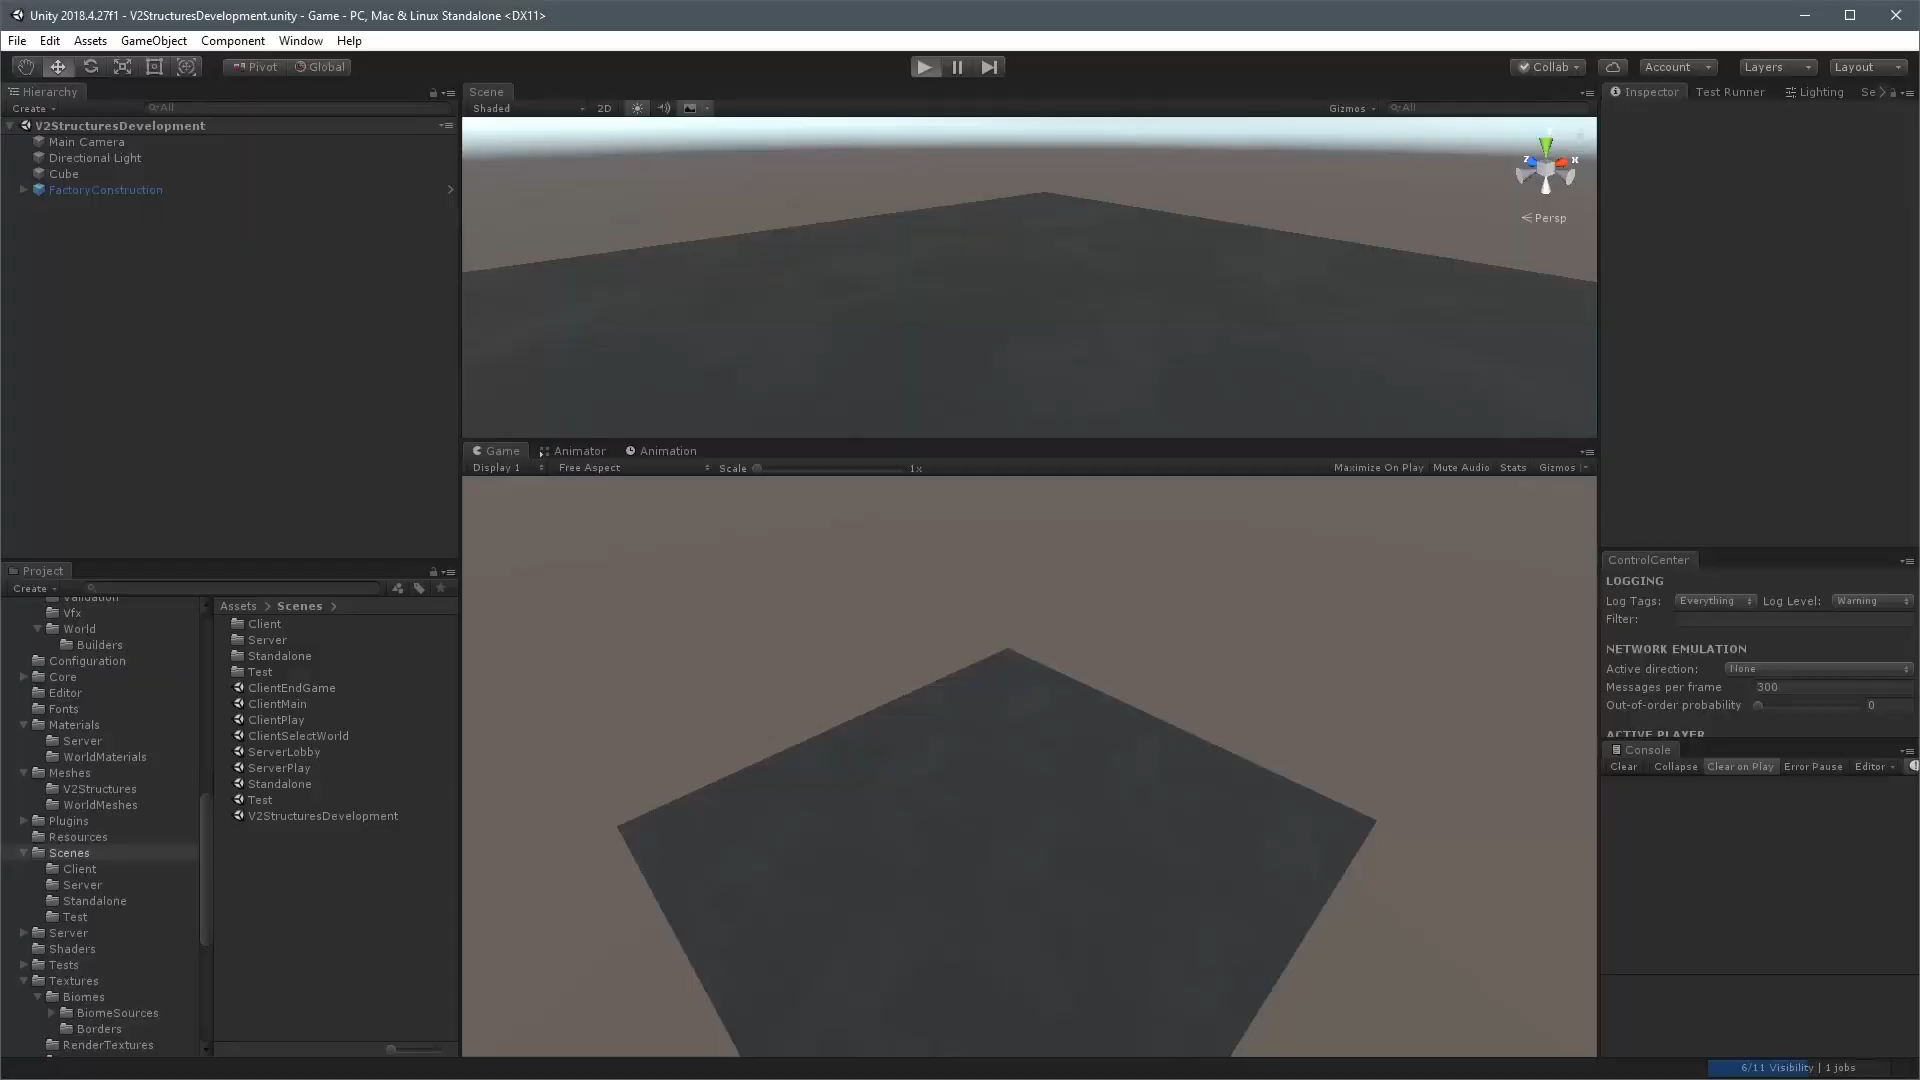 Unity 2018.4.27f1 - V2StructuresDevelopment.unity - Game - PC, Mac & Linux Standalone <DX11>
File Edit Assets GameObject Component Window Help
Pivot Global Collab Account Layers Layout
Hierarchy
Create All
V2StructuresDevelopment
Main Camera
Directional Light
Cube
FactoryConstruction
Scene
Shaded 2D Gizmos All
Z X
Persp
Game Animator Animation
Display 1 Free Aspect Scale 1x Maximize On Play Mute Audio Stats Gizmos
Project
Create
Validation
Vfx
World
Builders
Configuration
Core
Editor
Fonts
Materials
Server
WorldMaterials
Meshes
V2Structures
WorldMeshes
Plugins
Resources
Scenes
Client
Server
Standalone
Test
Server
Shaders
Tests
Textures
Biomes
BiomeSources
Borders
RenderTextures
Assets > Scenes >
Client
Server
Standalone
Test
ClientEndGame
ClientMain
ClientPlay
ClientSelectWorld
ServerLobby
ServerPlay
Standalone
Test
V2StructuresDevelopment
Inspector Test Runner Lighting Se
ControlCenter
LOGGING
Log Tags: Everything Log Level: Warning
Filter:
NETWORK EMULATION
Active direction: None
Messages per frame 300
Out-of-order probability 0
ACTIVE PLAYER
Console
Clear Collapse Clear on Play Error Pause Editor
6/11 Visibility | 1 jobs